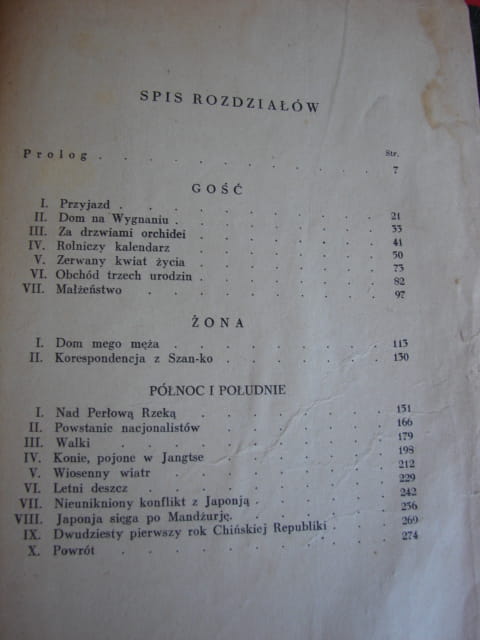 SPIS ROZDZIAŁÓW
Str.
Prolog . . . . . . . . . 7
GOŚĆ
I. Przyjazd . . . . . . . . . 21
II. Dom na Wygnaniu . . . . . . . . 33
III. Za drzwiami orchidei . . . . . . . . 41
IV. Rolniczy kalendarz . . . . . . . . 50
V. Zerwany kwiat życia . . . . . . . . 73
VI. Obchód trzech urodzin . . . . . . . . 82
VII. Małżeństwo . . . . . . . . . 97
ŻONA
I. Dom mego męża . . . . . . . . . 113
II. Korespondencja z Szan-ko . . . . . . . 130
PÓŁNOC I POŁUDNIE
I. Nad Perłową Rzeką . . . . . . . . 151
II. Powstanie nacjonalistów . . . . . . . . 166
III. Walki . . . . . . . . . . . 179
IV. Konie, pojone w Jangtse . . . . . . . . 198
V. Wiosenny wiatr . . . . . . . . . 212
VI. Letni deszcz . . . . . . . . . . 229
VII. Nieunikniony konflikt z Japonją . . . . . . 242
VIII. Japonja sięga po Mandżurję. . . . . . . . 256
IX. Dwudziesty pierwszy rok Chińskiej Republiki . . . . 269
X. Powrót . . . . . . . . . . . 274